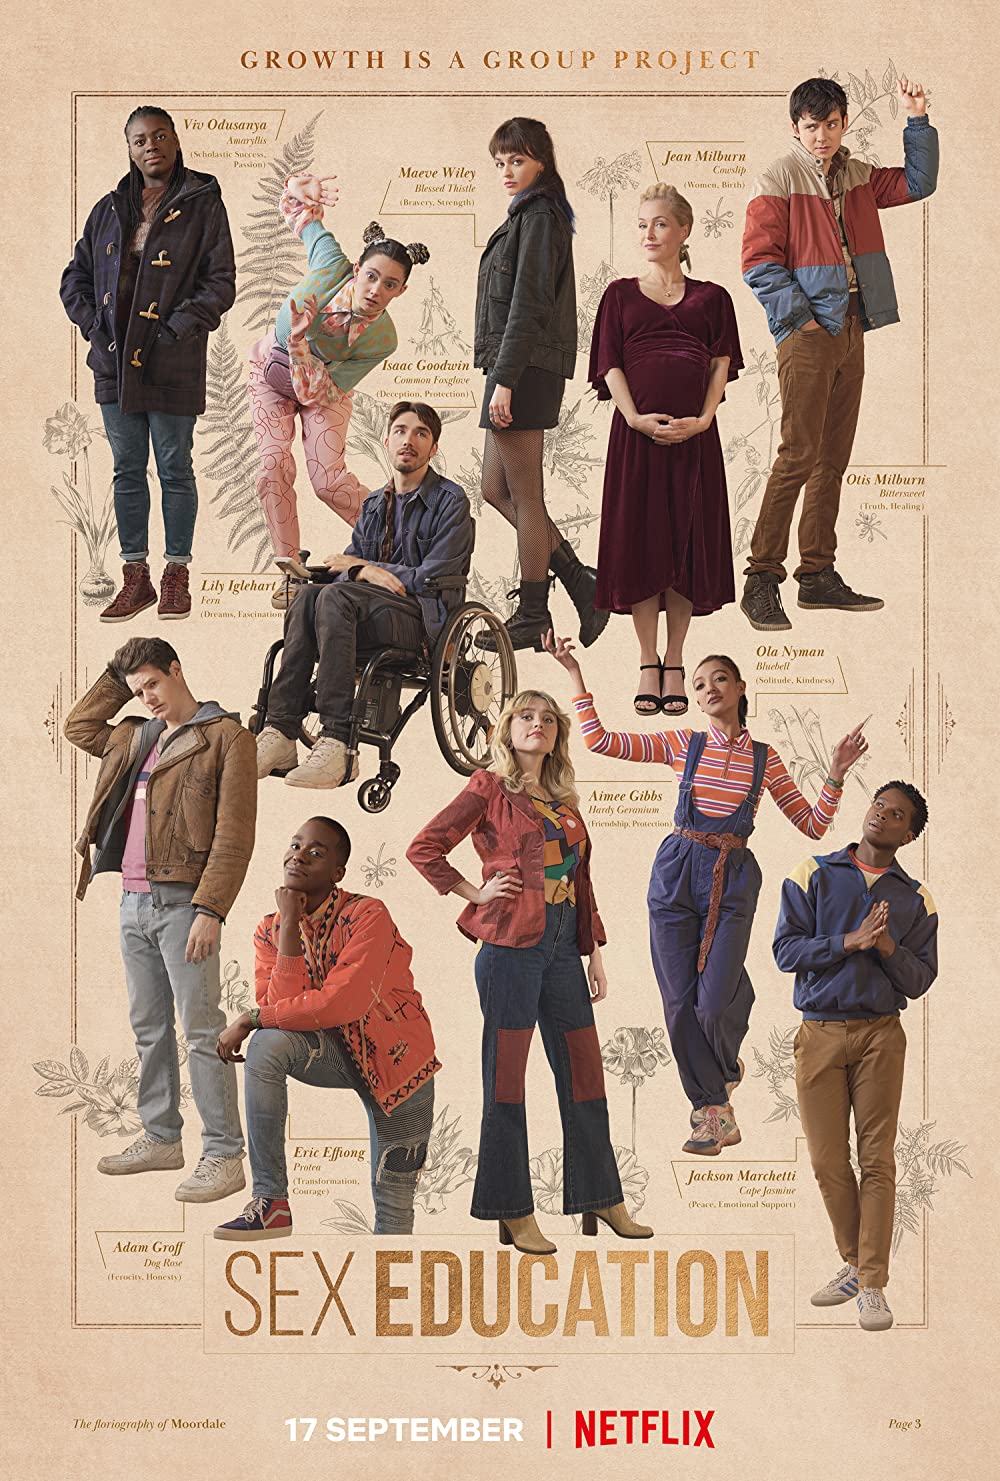 GROWTH IS A GROUP PROJECT
Viv Odusanya
Amaryllis
(Scholastic Success,
Passion)
Maeve Wiley
Blessed Thistle
(Bravery, Strength)
Jean Milburn
Cowslip
(Women, Birth)
Isaac Goodwin
Common Foxglove
(Deception, Protection)
Otis Milburn
Bittersweet
(Truth, Healing)
Lily Iglehart
Fern
(Dreams, Fascination
Ola Nyman
Bluebell
(Solitude, Kindness)
Aimee Gibbs
Hardy Geranium
(Friendship, Protection)
Eric Effiong
Protea
(Transformation,
Courage)
Jackson Marchetti
Cape Jasmine
(Peace, Emotional Support)
Adam Groff
Dog Rose
(Ferocity, Honesty)
SEX EDUCATION
The floriography of Moordale
17 SEPTEMBER | NETFLIX
Page 3